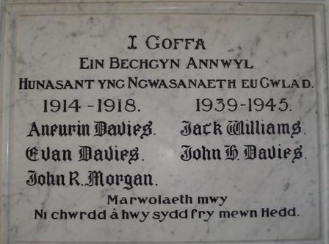 I GOFFA
EIN BECHGYN ANNWYL
HUNASANT YNG NGWASANAETH EU GWLAD.
1914-1918. 1939-1945.
Aneurin Davies. Jack Williams.
Evan Davies. John H. Davies.
John R. Morgan.
Marwolaeth mwy
Ni chwrdd â hwy sydd fry mewn Hedd.